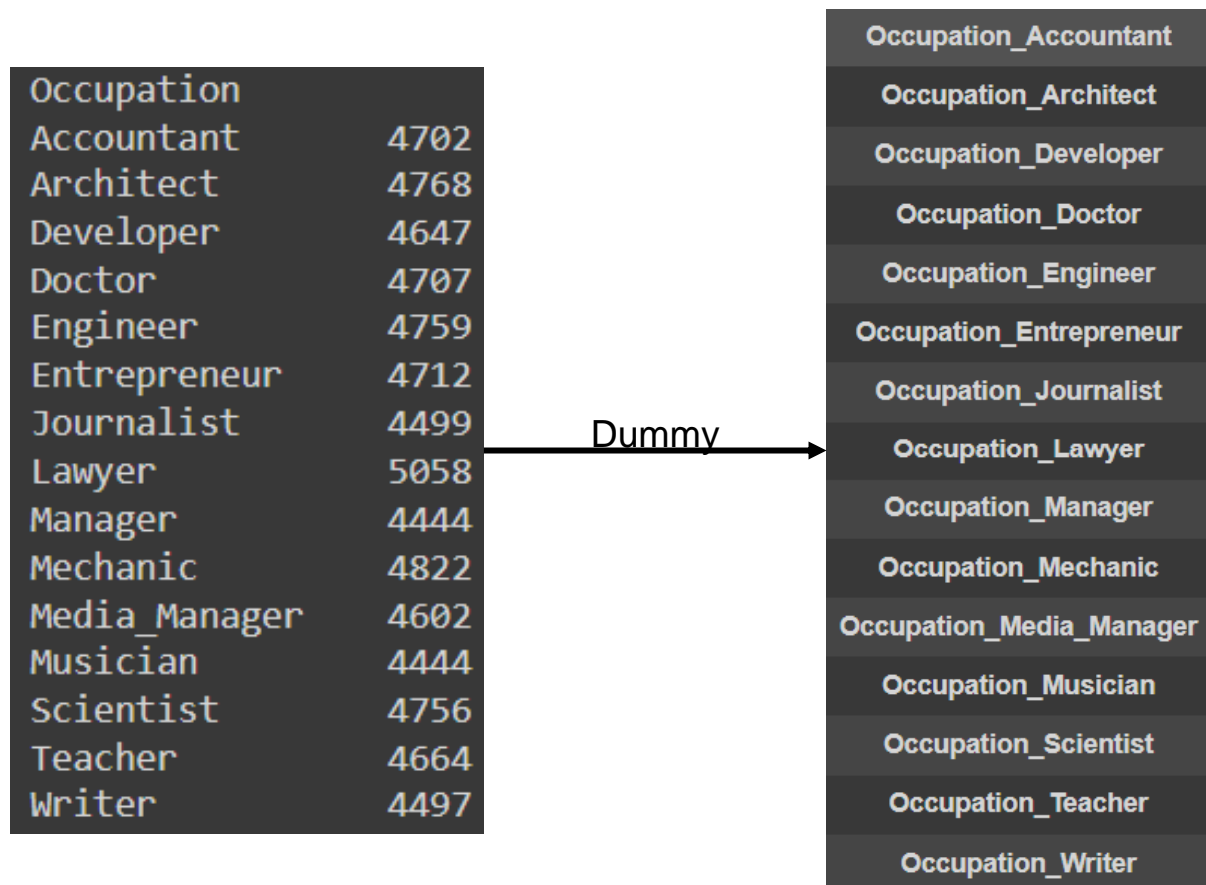 Occupation
Accountant 4702
Architect 4768
Developer 4647
Doctor 4707
Engineer 4759
Entrepreneur 4712
Journalist 4499
Lawyer 5058
Manager 4444
Mechanic 4822
Media_Manager 4602
Musician 4444
Scientist 4756
Teacher 4664
Writer 4497
Dummy
Occupation_Accountant
Occupation_Architect
Occupation_Developer
Occupation_Doctor
Occupation_Engineer
Occupation_Entrepreneur
Occupation_Journalist
Occupation_Lawyer
Occupation_Manager
Occupation_Mechanic
Occupation_Media_Manager
Occupation_Musician
Occupation_Scientist
Occupation_Teacher
Occupation_Writer